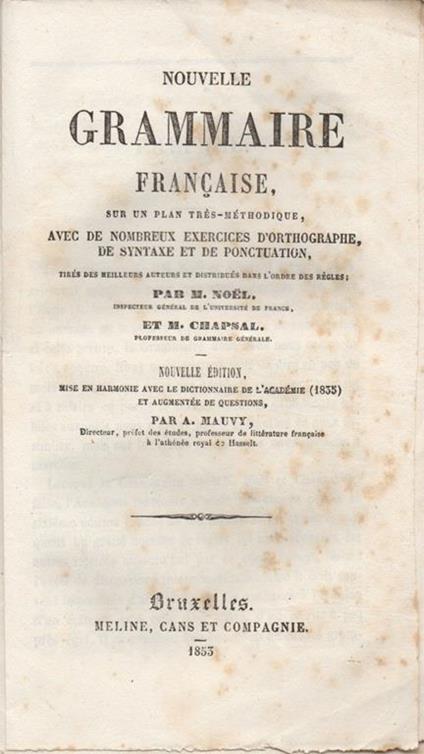 NOUVELLE
GRAMMAIRE
FRANÇAISE,
SUR UN PLAN TRÈS-MÉTHODIQUE,
AVEC DE NOMBREUX EXERCICES D'ORTHOGRAPHE,
DE SYNTAXE ET DE PONCTUATION,
TIRÉS DES MEILLEURS AUTEURS ET DISTRIBUÉS DANS L'ORDRE DES RÈGLES;
PAR M. NOËL,
INSPECTEUR GÉNÉRAL DE L'UNIVERSITÉ DE FRANCE,
ET M. CHAPSAL,
PROFESSEUR DE GRAMMAIRE GÉNÉRALE.
NOUVELLE ÉDITION,
MISE EN HARMONIE AVEC LE DICTIONNAIRE DE L'ACADÉMIE (1835)
ET AUGMENTÉE DE QUESTIONS,
PAR A. MAUVY,
Directeur, préfet des études, professeur de littérature française
à l'athénée royal de Hasselt.
Bruxelles.
MELINE, CANS ET COMPAGNIE.
1853